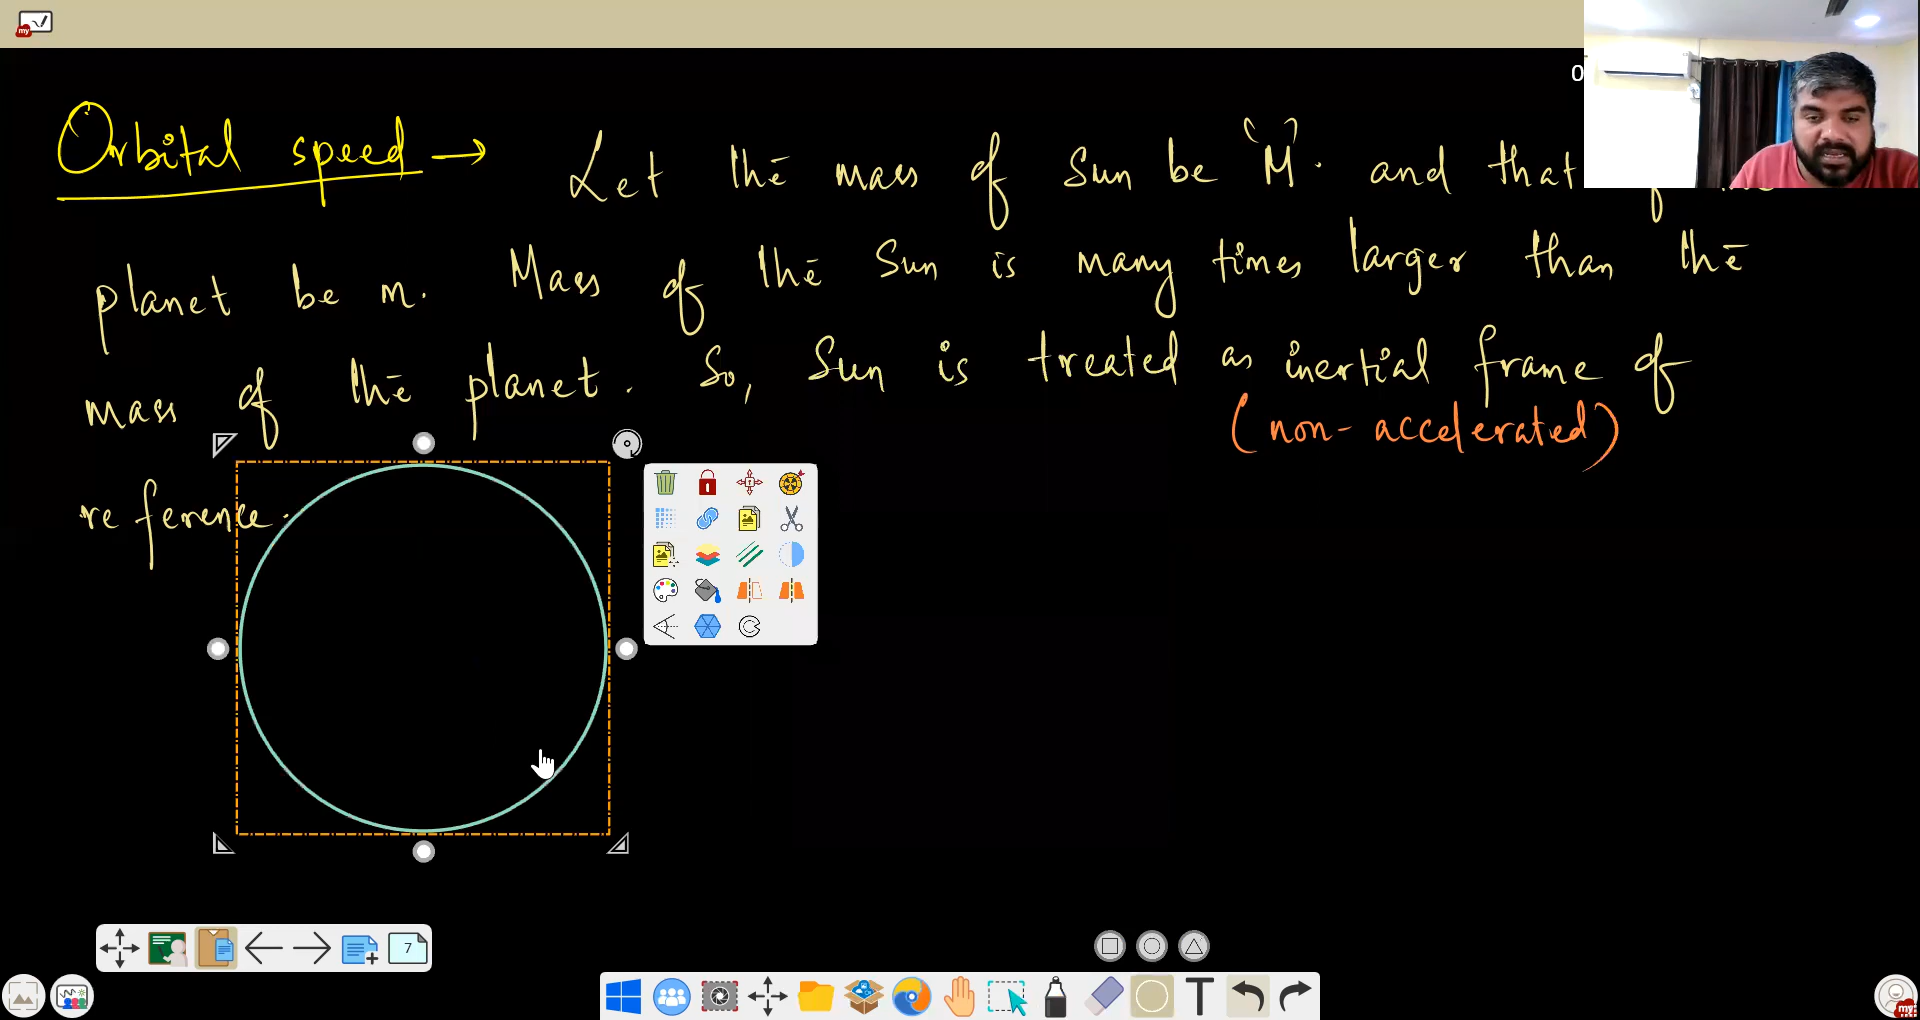 Orbital speed → Let the mass of Sun be 'M'. and that
planet be m. Mass of the Sun is many times larger than the
mass of the planet. So, Sun is treated as inertial frame of
(non-accelerated)
reference.
7